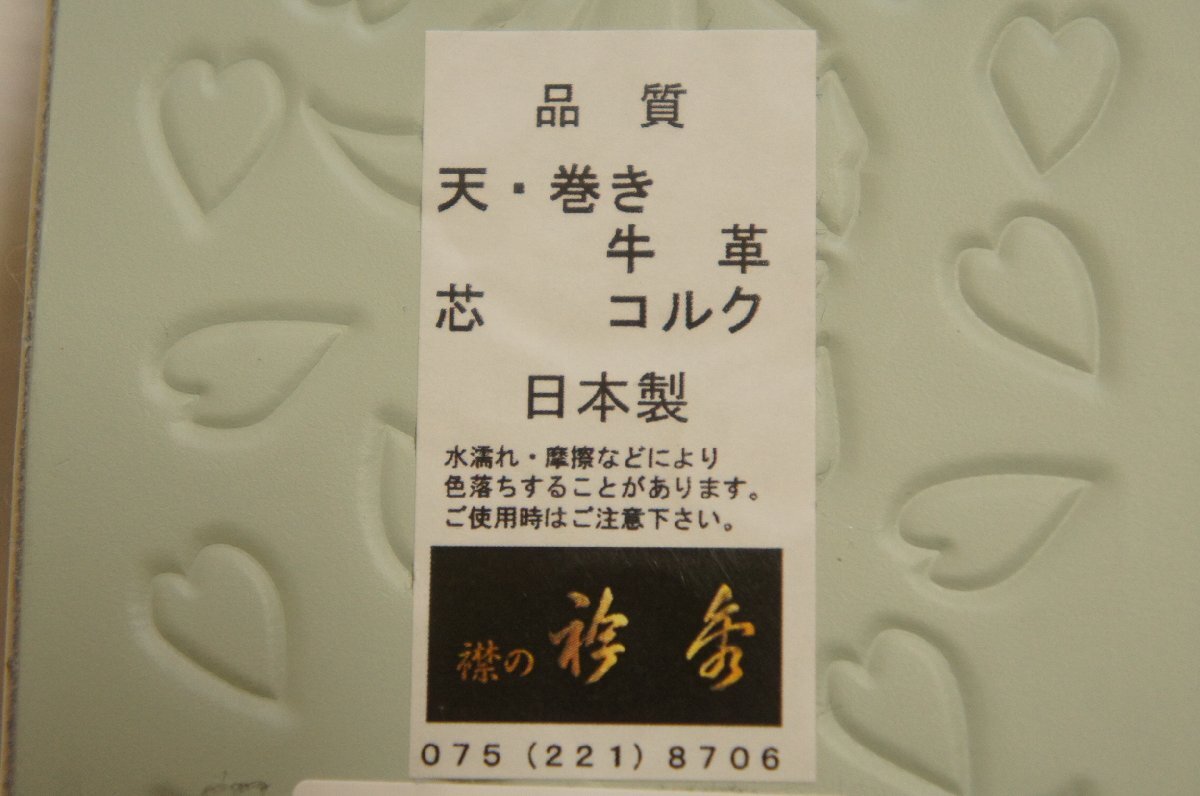 品 質
天・巻き
牛 革
芯 コルク
日本製
水濡れ・摩擦などにより
色落ちすることがあります。
ご使用時はご注意下さい。
襟の 衿 秀
075(221)8706